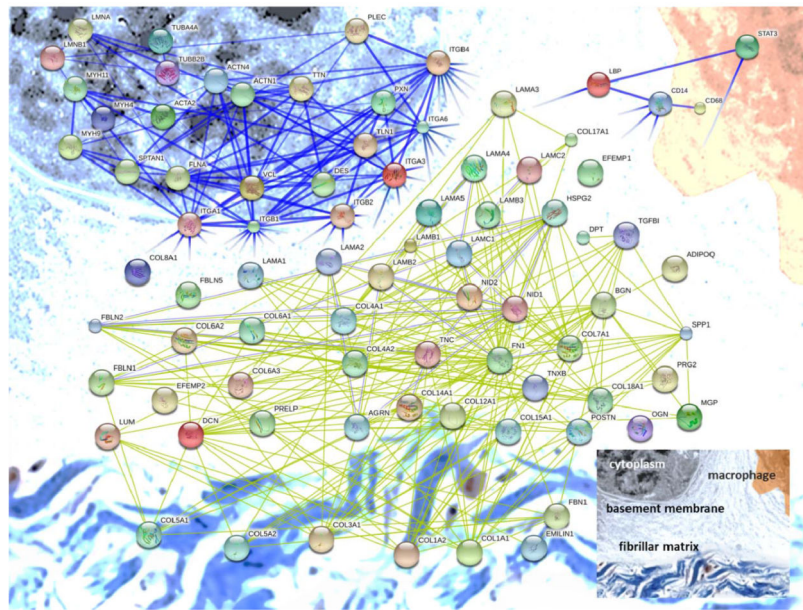 LMNA
PLEC
TUBA4A
STAT3
LMNB1
TUBB2B
ITGB4
MYH11
ACTN4
ACTN1
TTN
LBP
PXN
LAMA3
CD14
CD68
MYH4
ACTA2
ITGA6
COL17A1
MYH9
TLN1
SPTAN1
FLNA
LAMA4
LAMC2
EFEMP1
VCL
DES
ITGA3
HSPG2
LAMA5
LAMB3
ITGA1
ITGB1
ITGB2
DPT
TGFBI
LAMB1
LAMC1
COL8A1
LAMA1
LAMA2
LAMB2
ADIPOQ
FBLN5
NID2
NID1
BGN
FBLN2
COL6A2
COL6A1
COL4A1
SPP1
COL4A2
TNC
FN1
COL7A1
FBLN1
EFEMP2
COL6A3
TNXB
COL18A1
PRG2
PRELP
COL14A1
COL12A1
MGP
LUM
DCN
AGRN
COL15A1
POSTN
OGN
cytoplasm
macrophage
basement membrane
FBN1
COL5A1
COL5A2
COL3A1
COL1A2
COL1A1
EMILIN1
fibrillar matrix